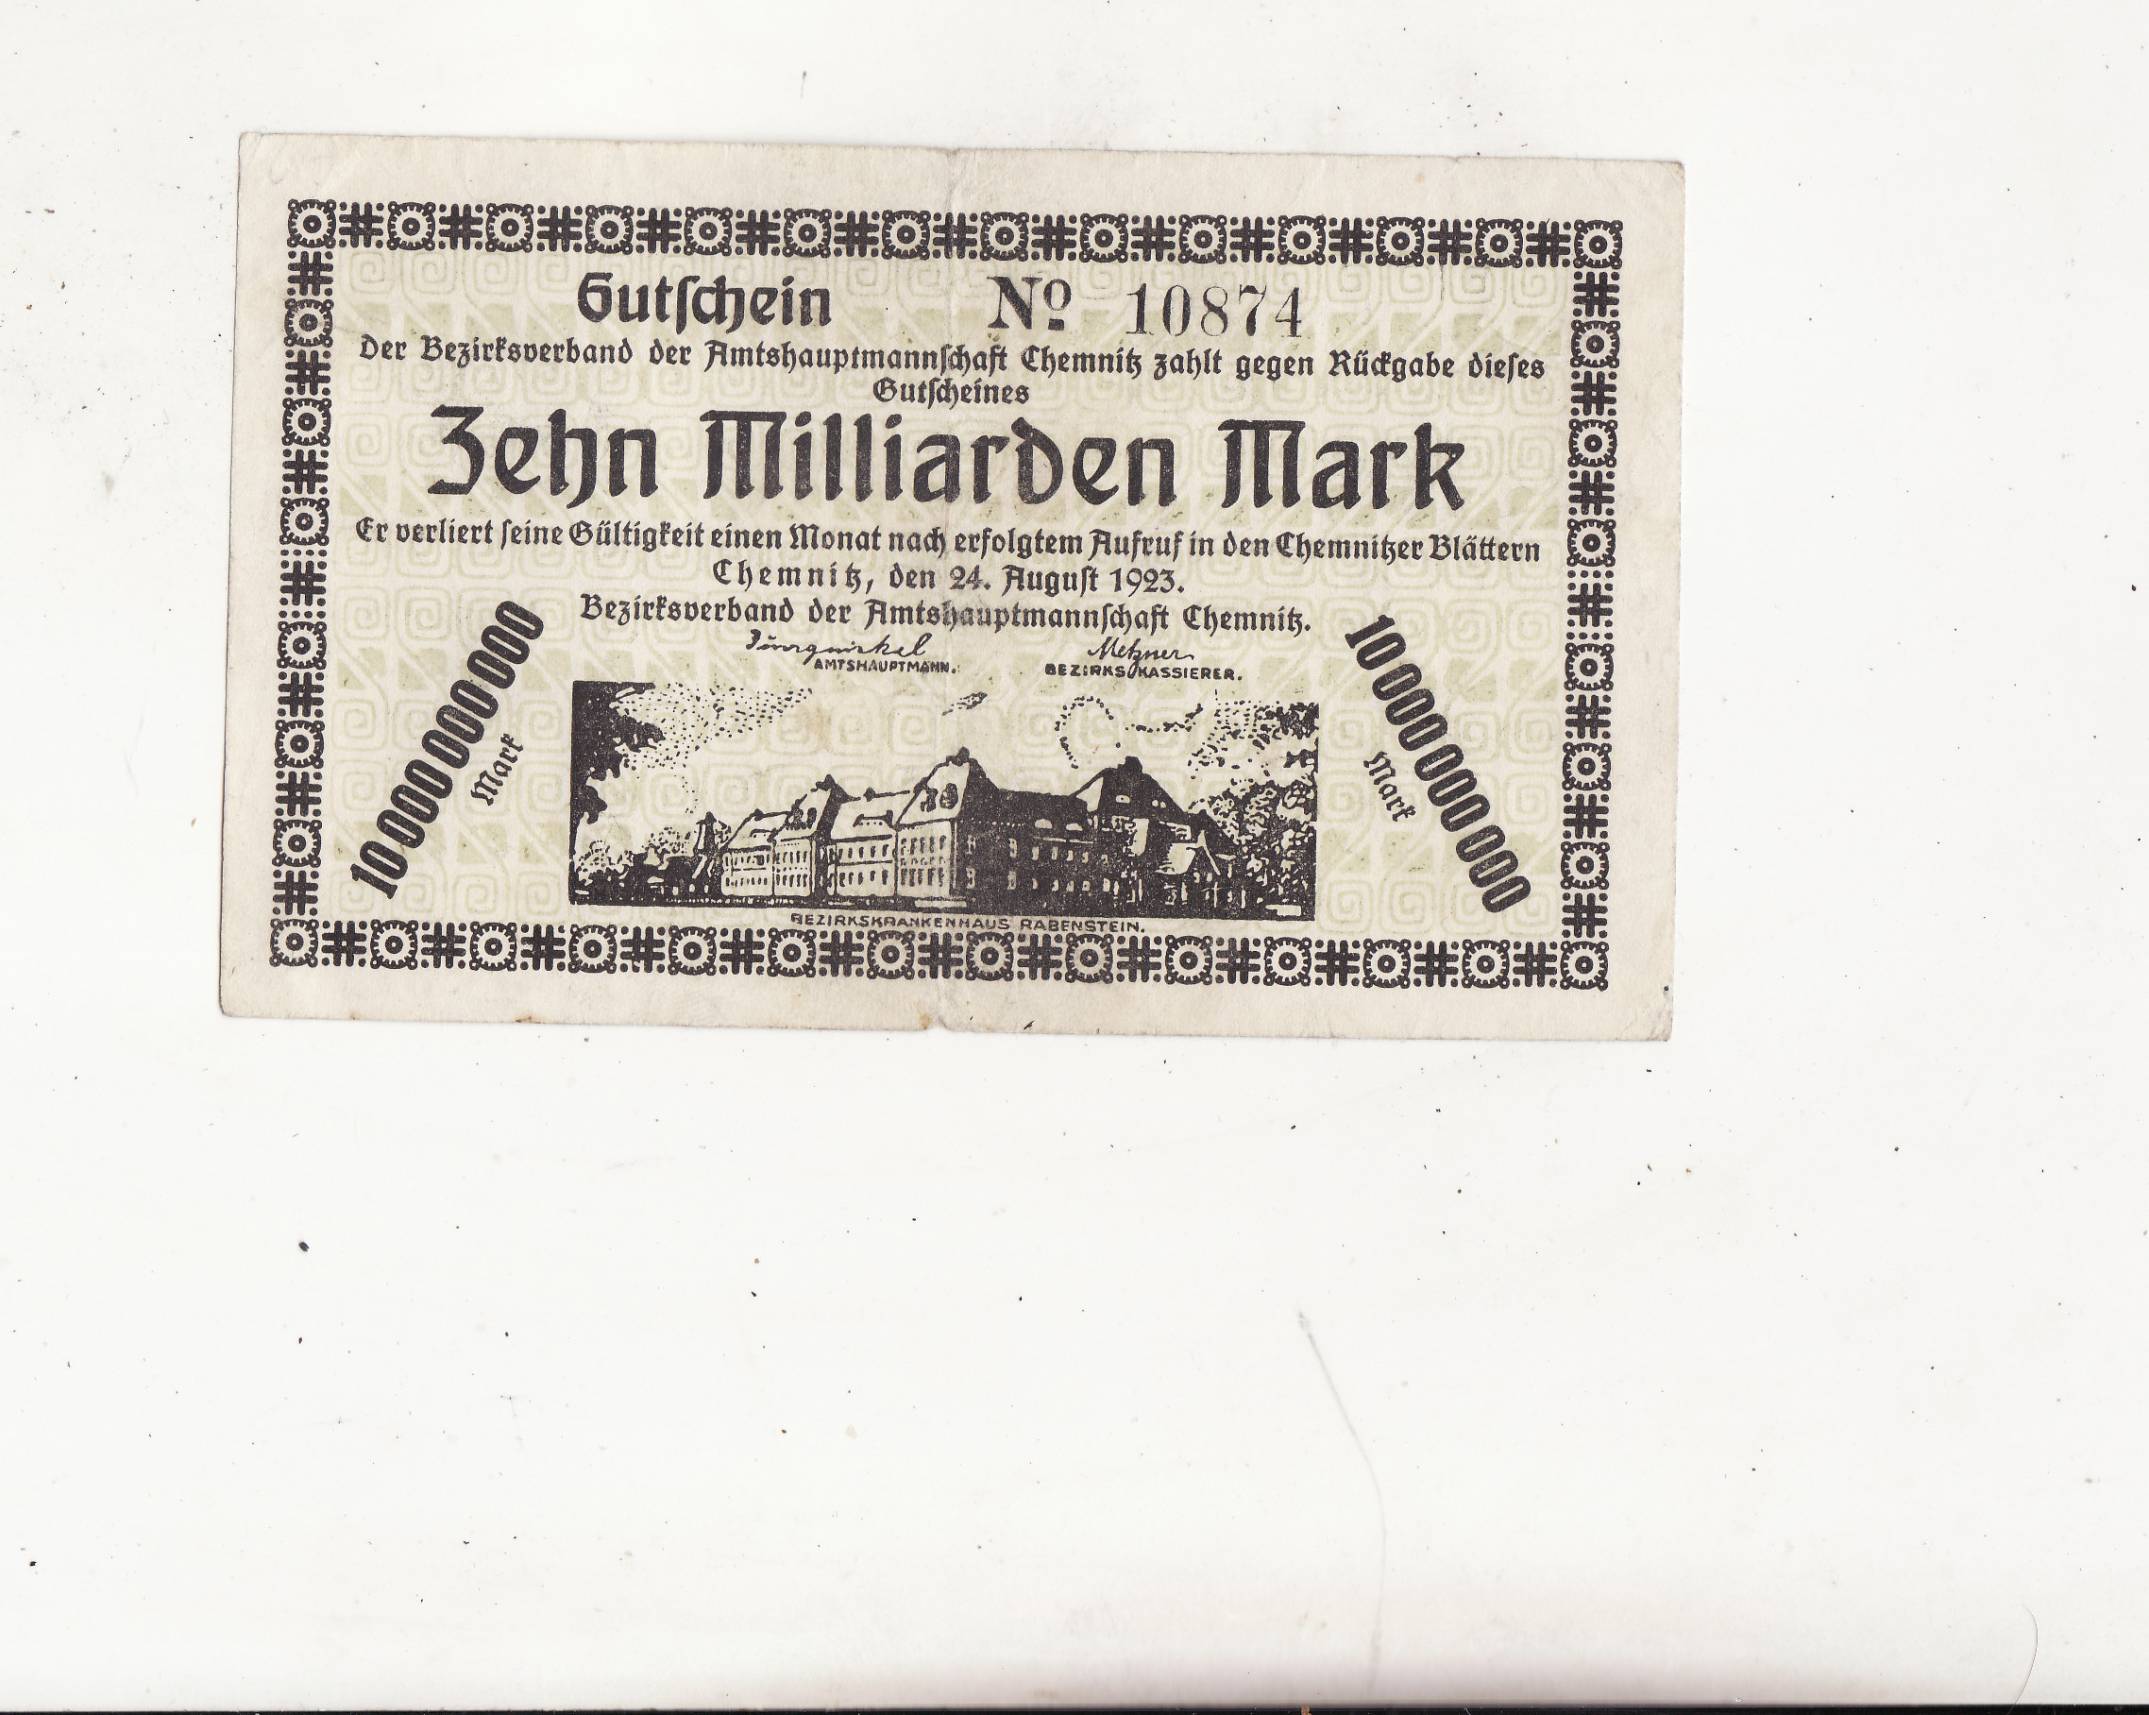 Gutſchein № 10874
Der Bezirksverband der Amtshauptmannſchaft Chemnitz zahlt gegen Rückgabe dieſes
Gutſcheines
Zehn Milliarden Mark
Er verliert ſeine Gültigkeit einen Monat nach erfolgtem Aufruf in den Chemnitzer Blättern
Chemnitz, den 24. Auguſt 1923.
Bezirksverband der Amtshauptmannſchaft Chemnitz.
Metzner
AMTSHAUPTMANN. BEZIRKSKASSIERER.
10 000 000 000
Mark
10 000 000 000
Mark
BEZIRKSKRANKENHAUS RABENSTEIN.